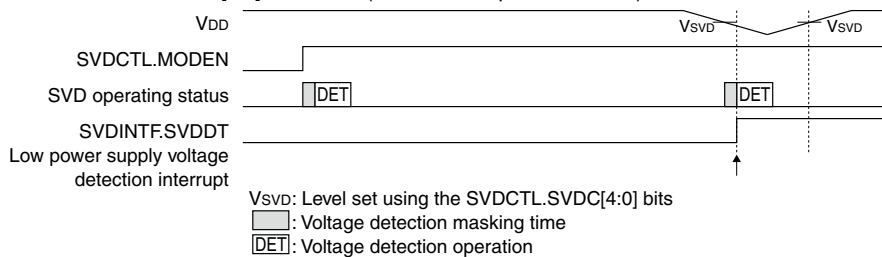 VDD
VSVD
VSVD
SVDCTL.MODEN
SVD operating status
DET
DET
SVDINTF.SVDDT
Low power supply voltage
detection interrupt
VSVD: Level set using the SVDCTL.SVDC[4:0] bits
: Voltage detection masking time
DET: Voltage detection operation